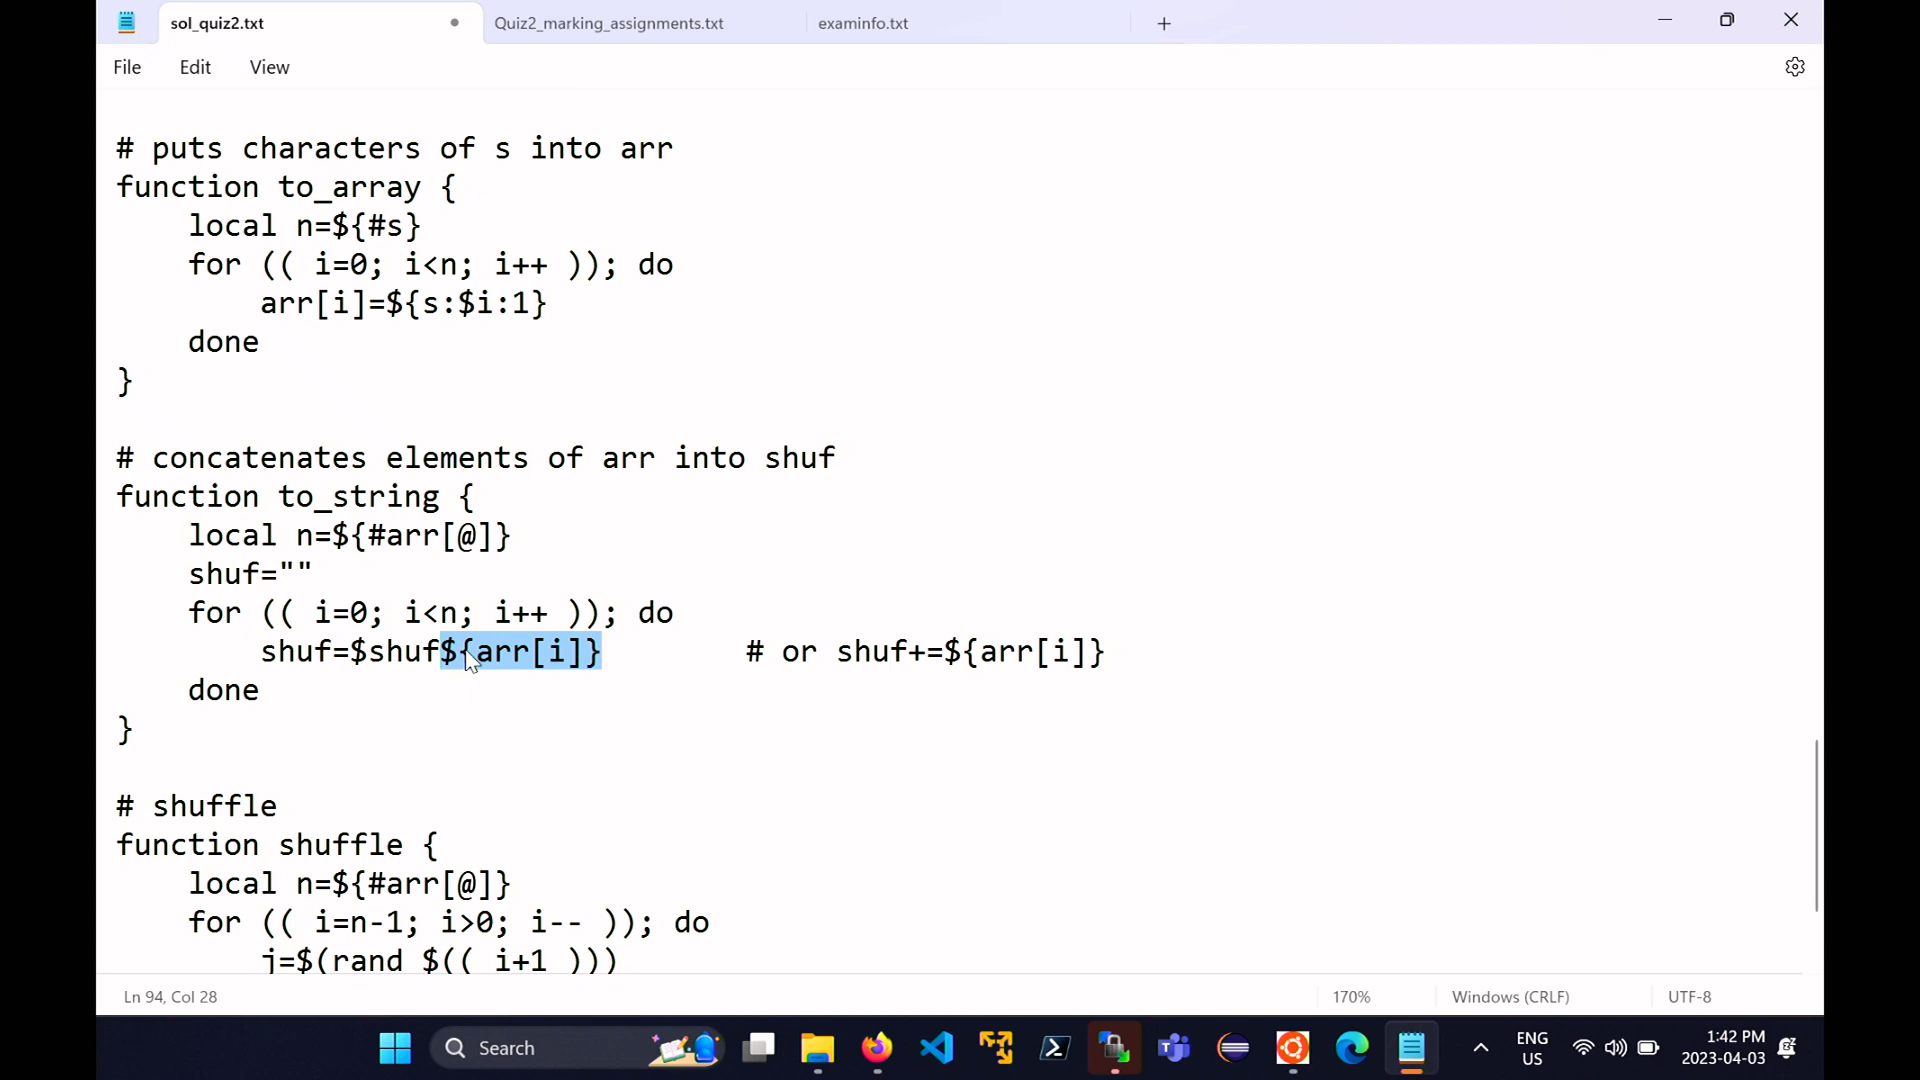 sol_quiz2.txt
Quiz2_marking_assignments.txt
examinfo.txt
File
Edit
View
# puts characters of s into arr
function to_array {
    local n=${#s}
    for (( i=0; i<n; i++ )); do
        arr[i]=${s:$i:1}
    done
}
# concatenates elements of arr into shuf
function to_string {
    local n=${#arr[@]}
    shuf=""
    for (( i=0; i<n; i++ )); do
        shuf=$shuf${arr[i]}        # or shuf+=${arr[i]}
    done
}
# shuffle
function shuffle {
    local n=${#arr[@]}
    for (( i=n-1; i>0; i-- )); do
        j=$(rand $(( i+1 )))
Ln 94, Col 28
170%
Windows (CRLF)
UTF-8
Search
ENG
US
1:42 PM
2023-04-03